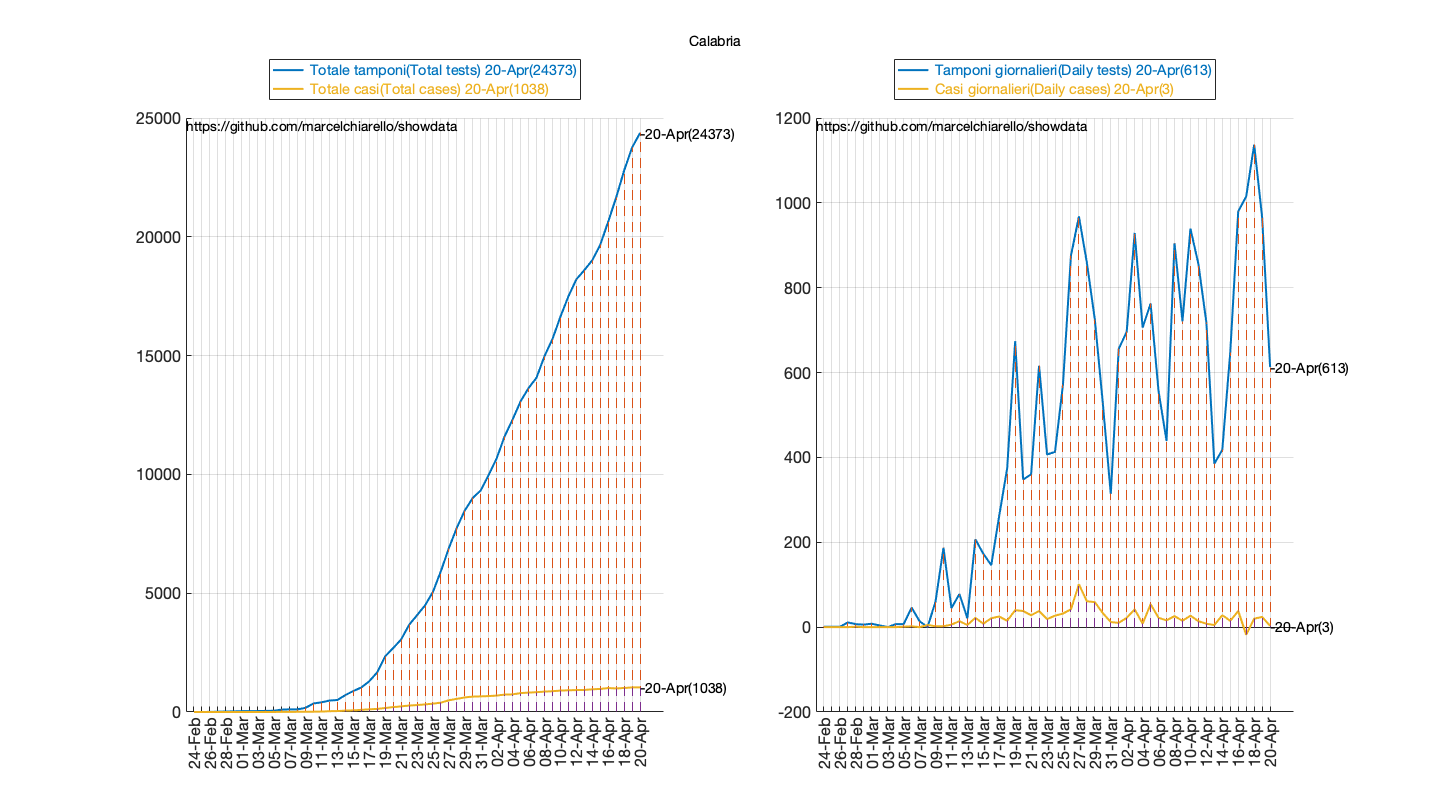 Calabria
Totale tamponi(Total tests) 20-Apr(24373)
Totale casi(Total cases) 20-Apr(1038)
25000
20000
15000
10000
5000
0
https://github.com/marcelchiarello/showdata
20-Apr(24373)
20-Apr(1038)
24-Feb
26-Feb
28-Feb
01-Mar
03-Mar
05-Mar
07-Mar
09-Mar
11-Mar
13-Mar
15-Mar
17-Mar
19-Mar
21-Mar
23-Mar
25-Mar
27-Mar
29-Mar
31-Mar
02-Apr
04-Apr
06-Apr
08-Apr
10-Apr
12-Apr
14-Apr
16-Apr
18-Apr
20-Apr
Tamponi giornalieri(Daily tests) 20-Apr(613)
Casi giornalieri(Daily cases) 20-Apr(3)
1200
1000
800
600
400
200
0
-200
https://github.com/marcelchiarello/showdata
20-Apr(613)
20-Apr(3)
24-Feb
26-Feb
28-Feb
01-Mar
03-Mar
05-Mar
07-Mar
09-Mar
11-Mar
13-Mar
15-Mar
17-Mar
19-Mar
21-Mar
23-Mar
25-Mar
27-Mar
29-Mar
31-Mar
02-Apr
04-Apr
06-Apr
08-Apr
10-Apr
12-Apr
14-Apr
16-Apr
18-Apr
20-Apr